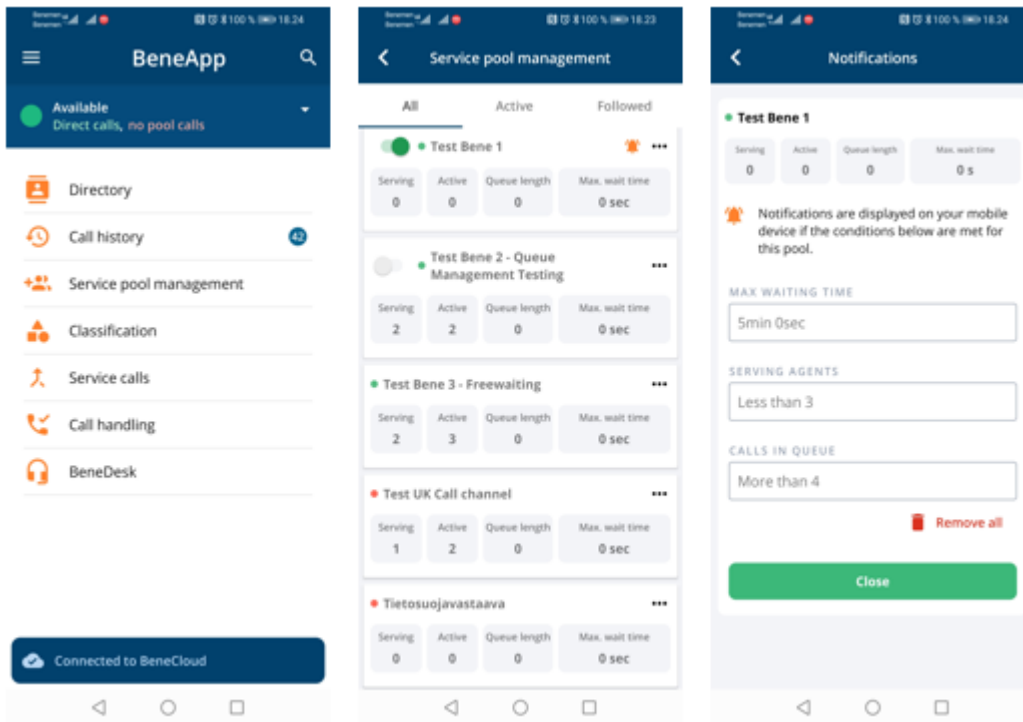 Benemen
Benemen
100 % 18.24
BeneApp
Available
Direct calls, no pool calls
Directory
Call history 42
Service pool management
Classification
Service calls
Call handling
BeneDesk
Connected to BeneCloud
Benemen
Benemen
100 % 18.23
Service pool management
All Active Followed
Test Bene 1
Serving Active Queue length Max. wait time
0 0 0 0 sec
Test Bene 2 - Queue
Management Testing
Serving Active Queue length Max. wait time
2 2 0 0 sec
Test Bene 3 - Freewaiting
Serving Active Queue length Max. wait time
2 3 0 0 sec
Test UK Call channel
Serving Active Queue length Max. wait time
1 2 0 0 sec
Tietosuojavastaava
Serving Active Queue length Max. wait time
0 0 0 0 sec
Benemen
Benemen
100 % 18.24
Notifications
Test Bene 1
Serving Active Queue length Max. wait time
0 0 0 0 s
Notifications are displayed on your mobile
device if the conditions below are met for
this pool.
MAX WAITING TIME
5min 0sec
SERVING AGENTS
Less than 3
CALLS IN QUEUE
More than 4
Remove all
Close